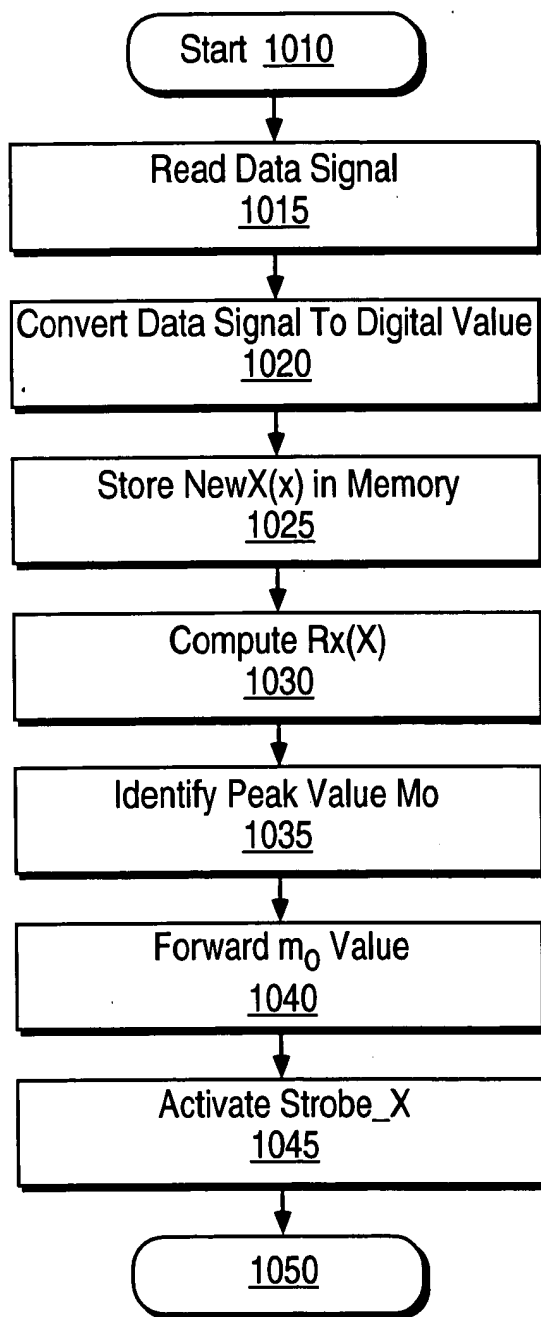 Start 1010
Read Data Signal
1015
Convert Data Signal To Digital Value
1020
Store NewX(x) in Memory
1025
Compute Rx(X)
1030
Identify Peak Value Mo
1035
Forward m₀ Value
1040
Activate Strobe_X
1045
1050